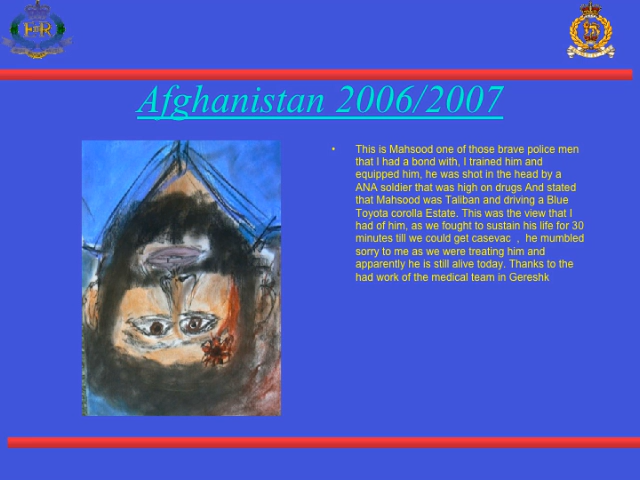 Afghanistan 2006/2007
• This is Mahsood one of those brave police men
that I had a bond with, I trained him and
equipped him, he was shot in the head by a
ANA soldier that was high on drugs And stated
that Mahsood was Taliban and driving a Blue
Toyota corolla Estate. This was the view that I
had of him, as we fought to sustain his life for 30
minutes till we could get casevac , he mumbled
sorry to me as we were treating him and
apparently he is still alive today. Thanks to the
had work of the medical team in Gereshk